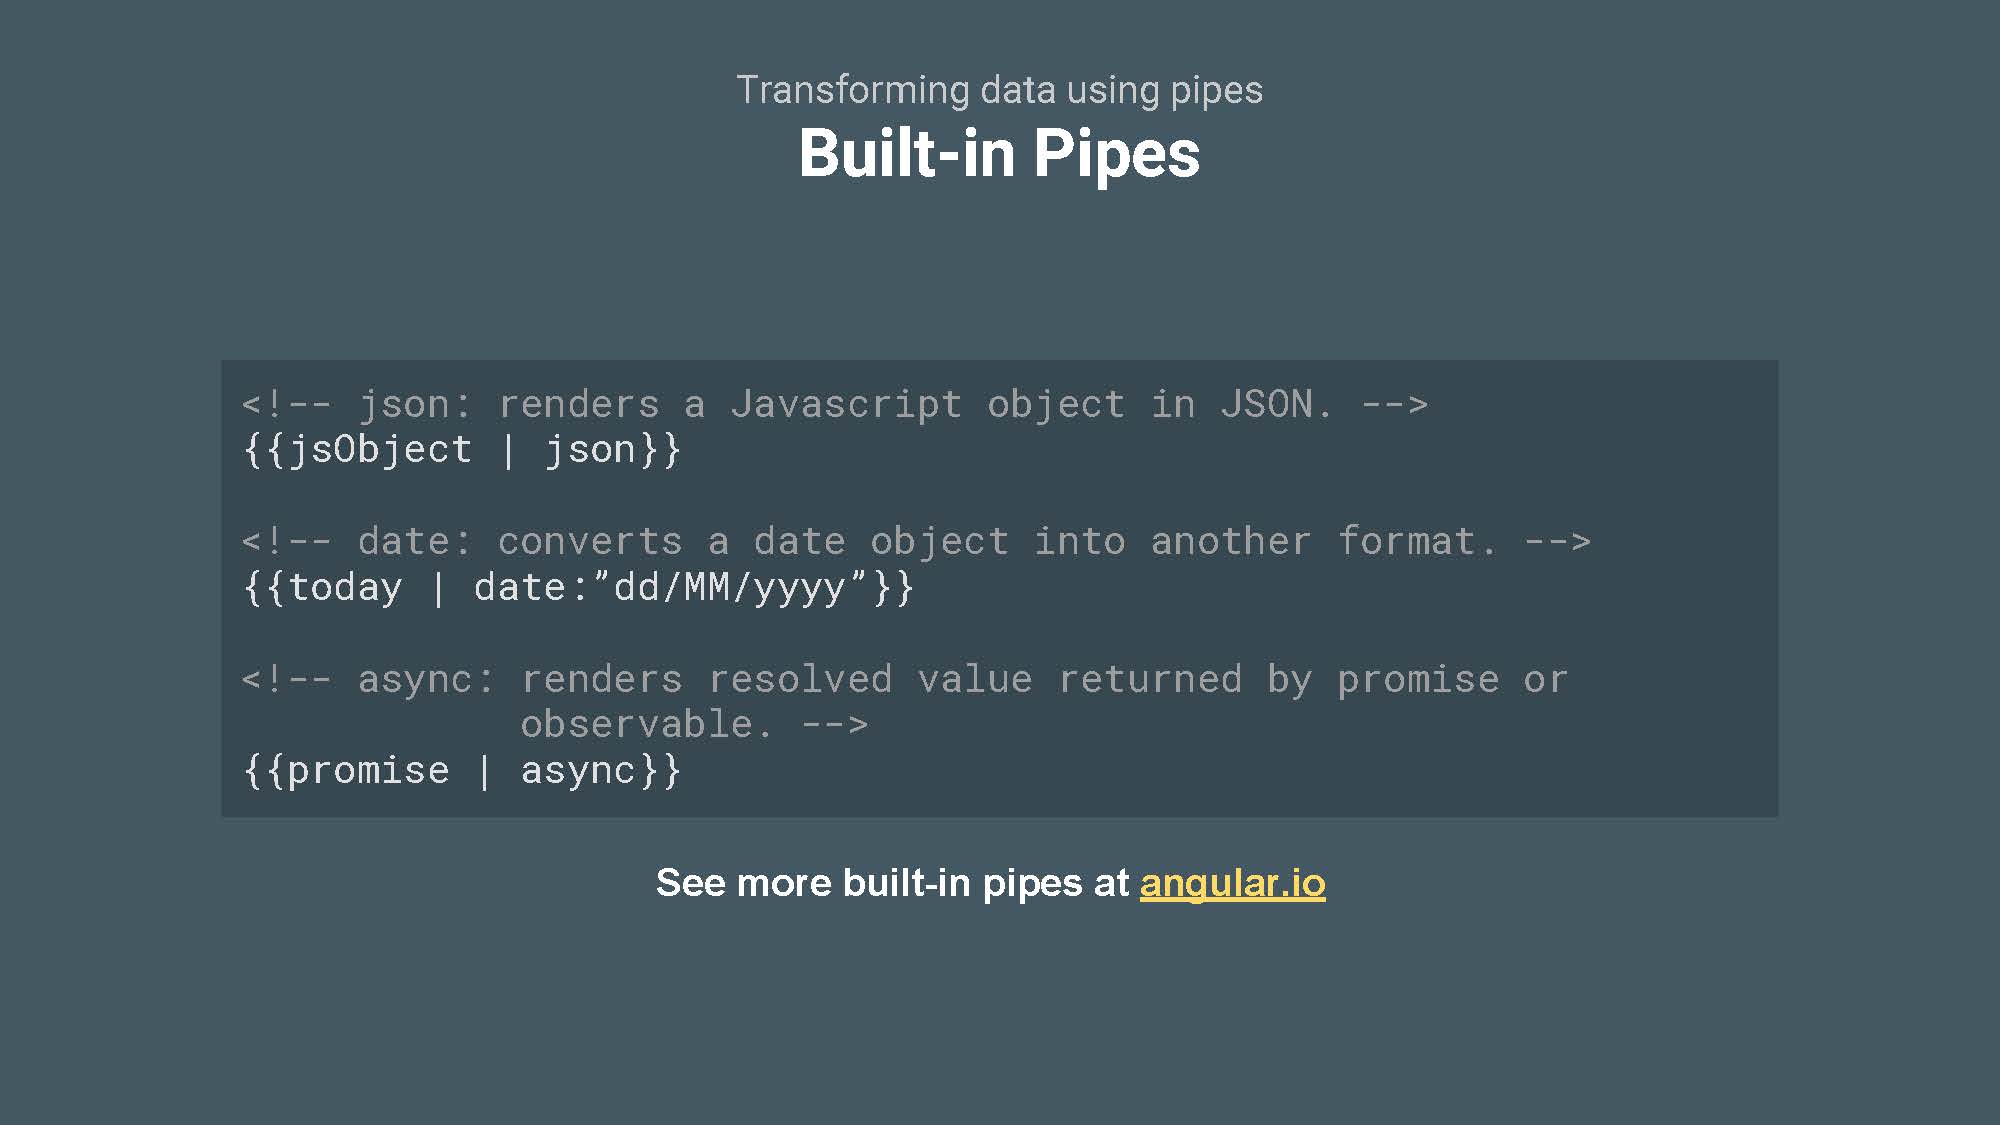 Transforming data using pipes
Built-in Pipes
<!-- json: renders a Javascript object in JSON. -->
{{jsObject | json}}
<!-- date: converts a date object into another format. -->
{{today | date:”dd/MM/yyyy”}}
<!-- async: renders resolved value returned by promise or
observable. -->
{{promise | async}}
See more built-in pipes at angular.io